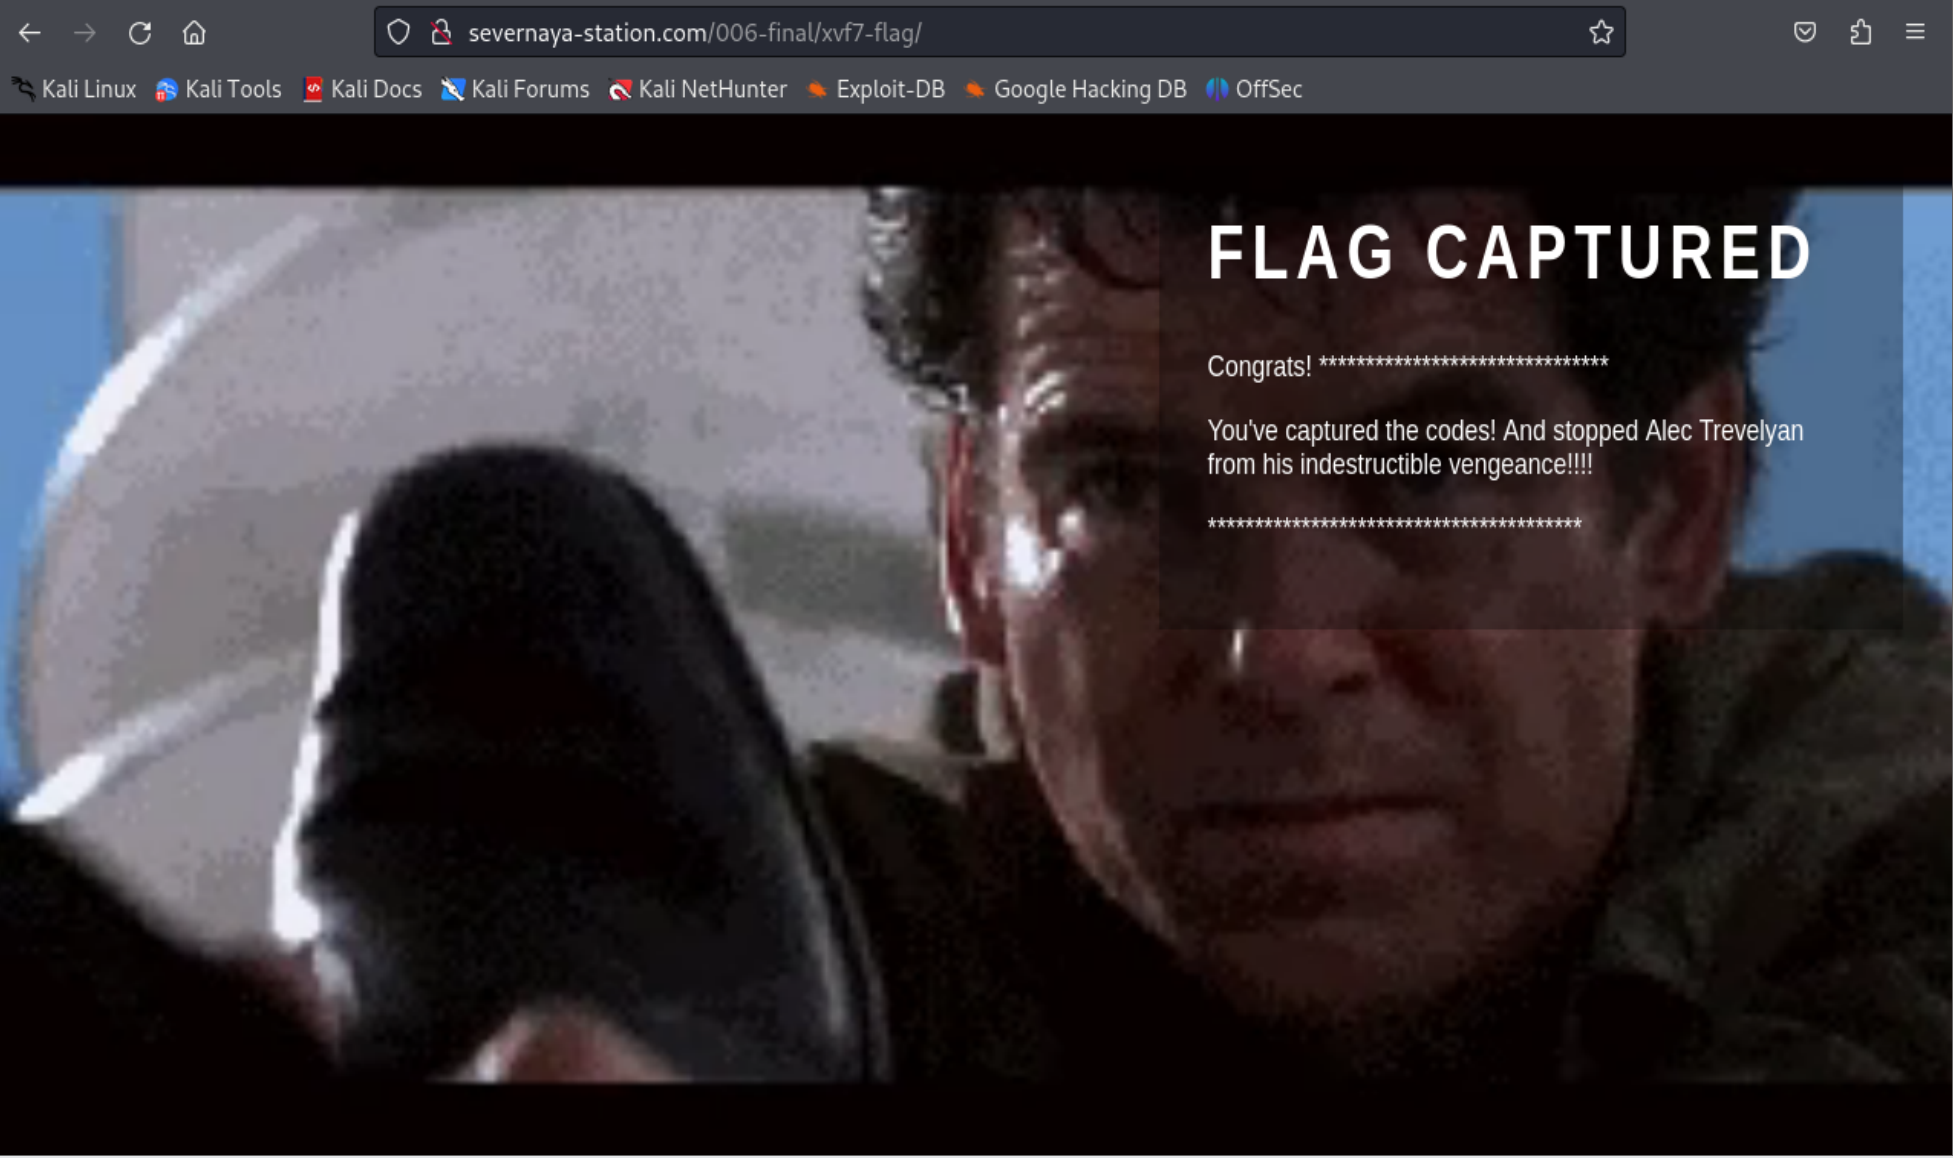 severnaya-station.com/006-final/xvf7-flag/
Kali Linux Kali Tools Kali Docs Kali Forums Kali NetHunter Exploit-DB Google Hacking DB OffSec
FLAG CAPTURED
Congrats! *******************************
You've captured the codes! And stopped Alec Trevelyan
from his indestructible vengeance!!!!
****************************************